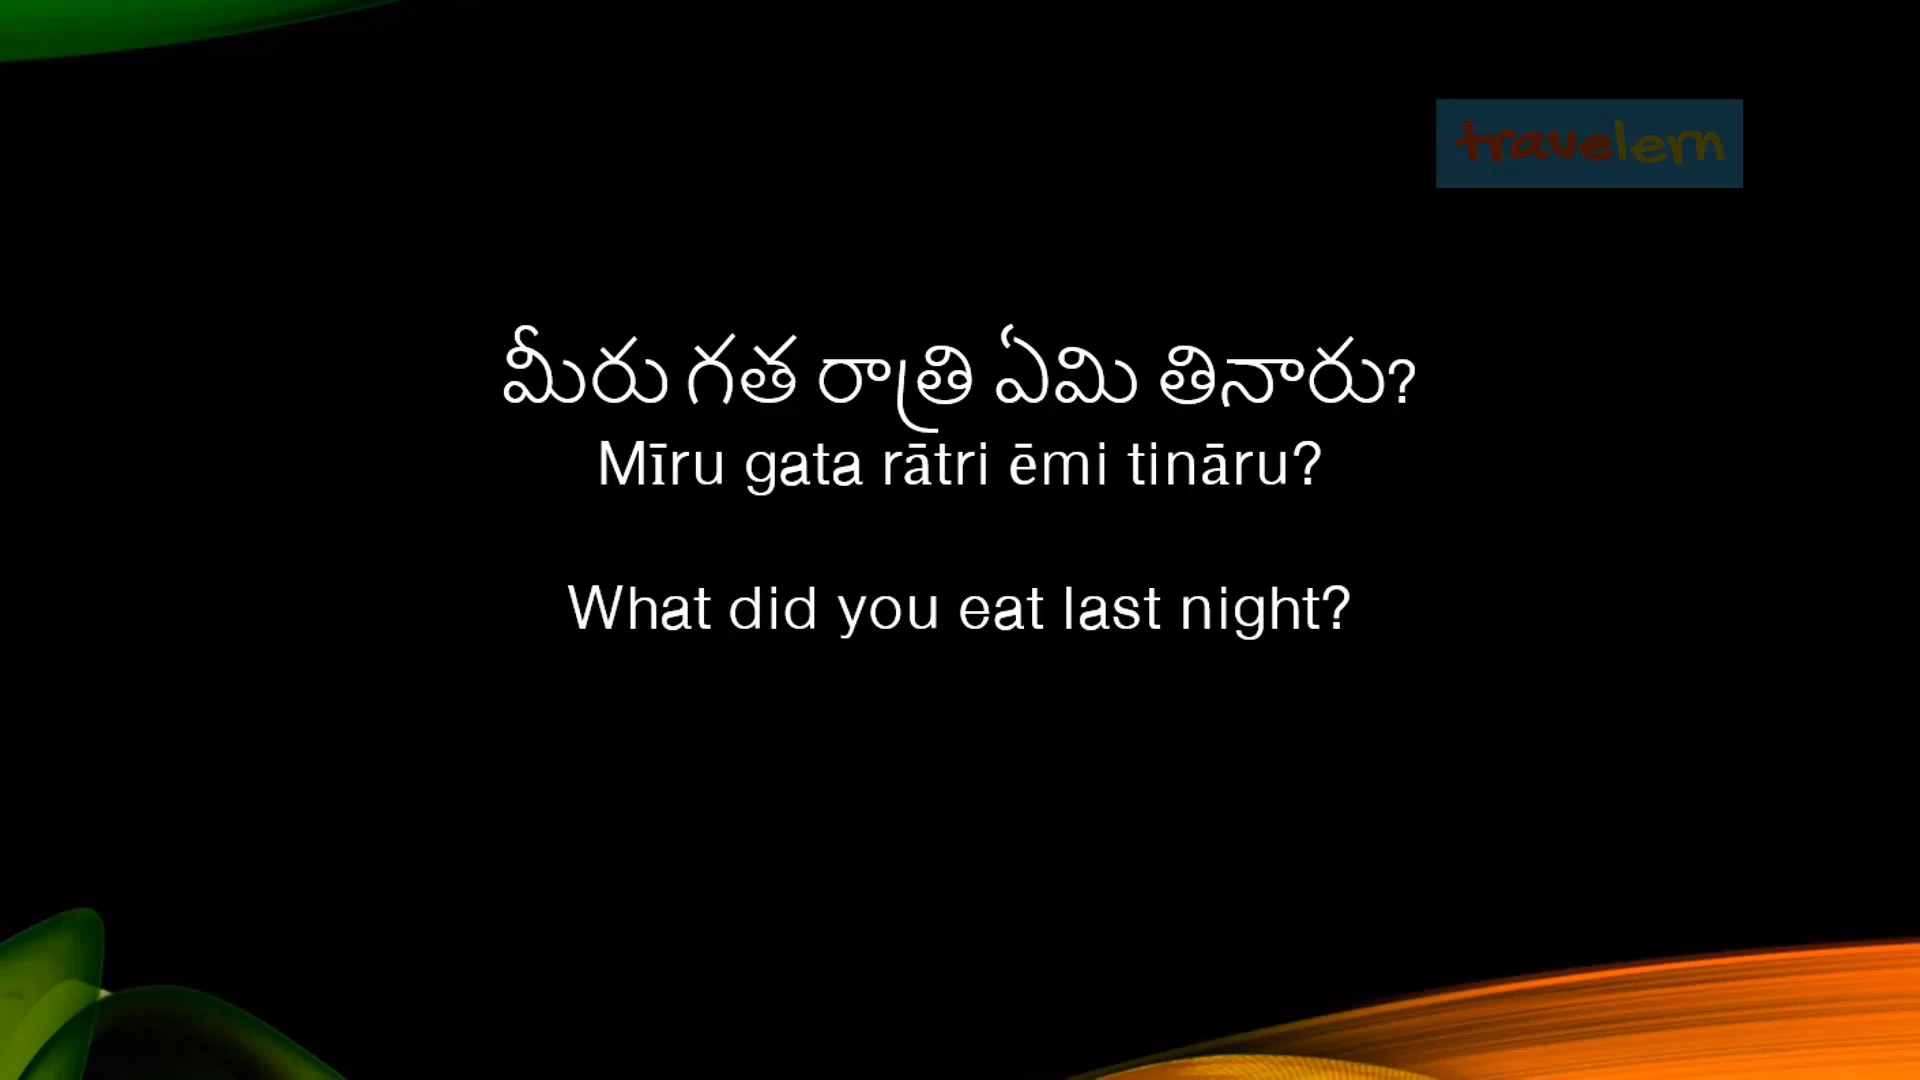 travelern
మీరు గత రాత్రి ఏమి తినారు?
Mīru gata rātri ēmi tināru?
What did you eat last night?